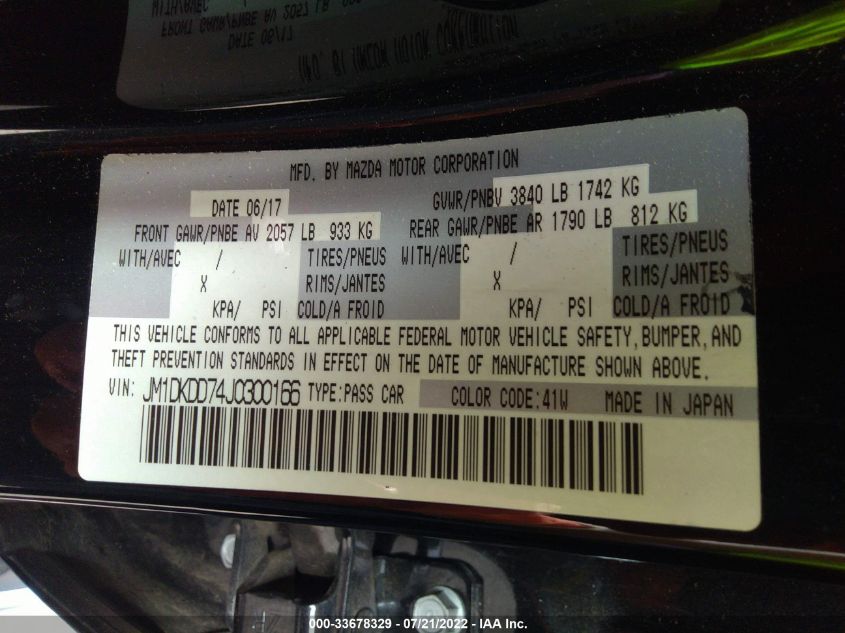 MFD. BY MAZDA MOTOR CORPORATION
DATE 06/17
GVWR/PNBV 3840 LB 1742 KG
FRONT GAWR/PNBE AV 2057 LB 933 KG
REAR GAWR/PNBE AR 1790 LB 812 KG
WITH/AVEC / TIRES/PNEUS WITH/AVEC / TIRES/PNEUS
X RIMS/JANTES X RIMS/JANTES
KPA/ PSI COLD/A FROID KPA/ PSI COLD/A FROID
THIS VEHICLE CONFORMS TO ALL APPLICABLE FEDERAL MOTOR VEHICLE SAFETY, BUMPER, AND
THEFT PREVENTION STANDARDS IN EFFECT ON THE DATE OF MANUFACTURE SHOWN ABOVE.
VIN: JM1DKDD74J0300166 TYPE:PASS CAR COLOR CODE:41W MADE IN JAPAN
000-33678329 - 07/21/2022 - IAA Inc.